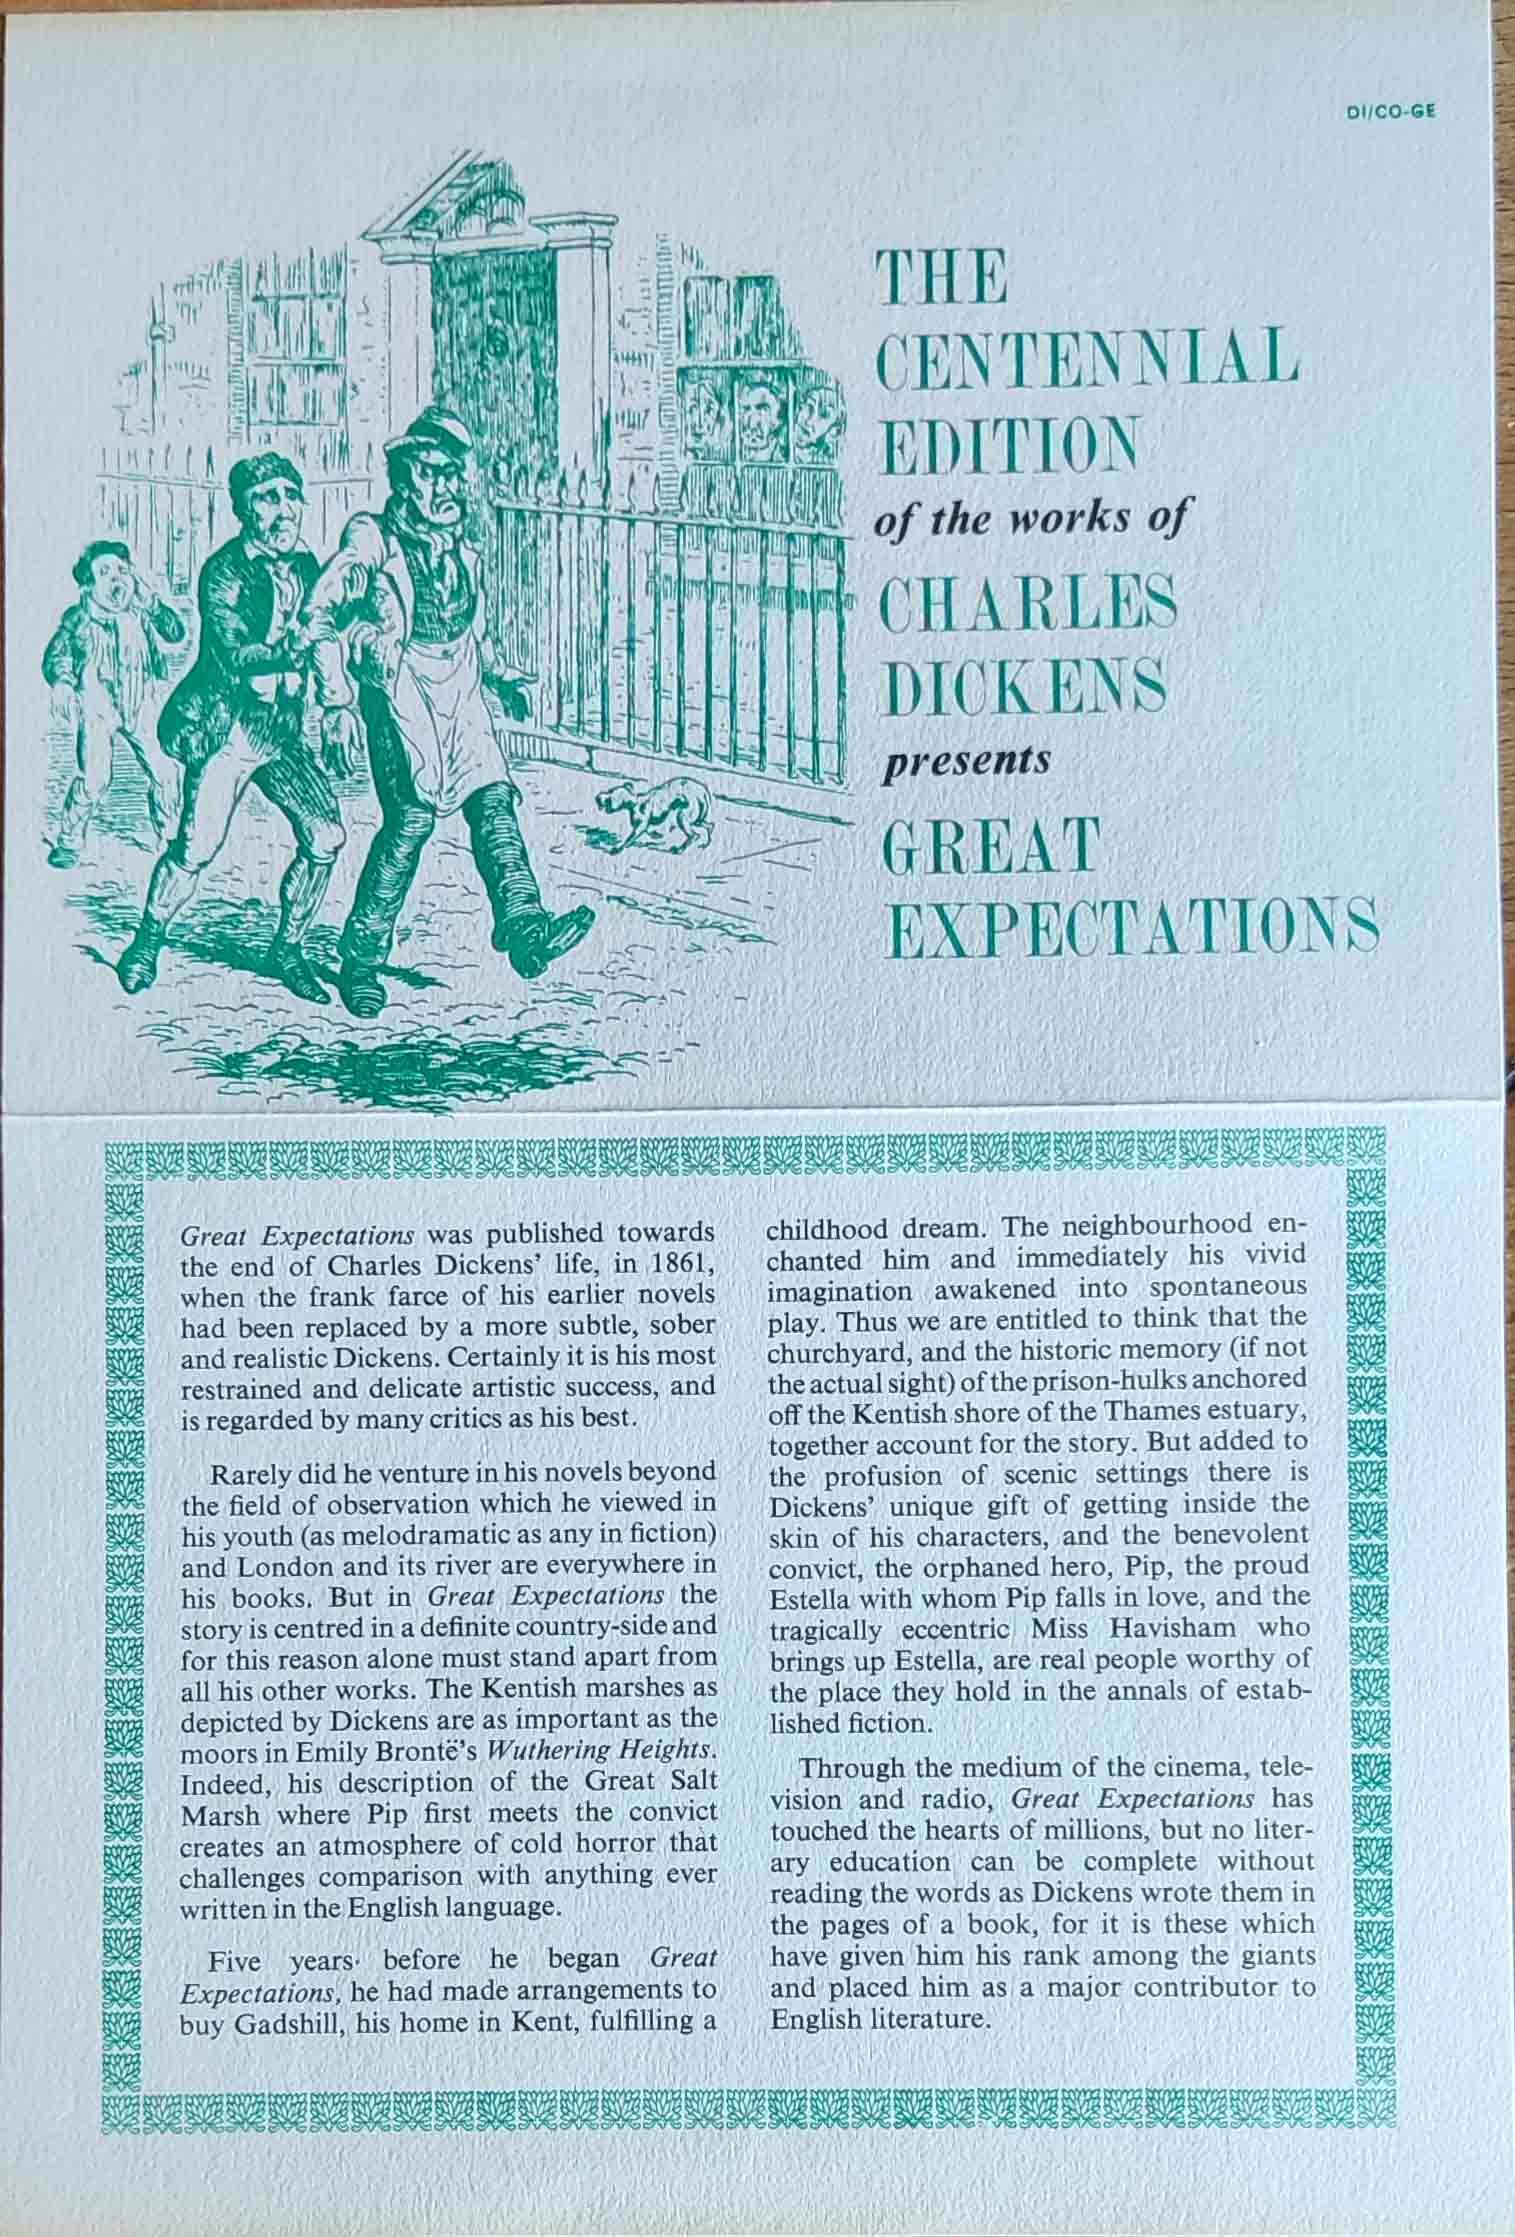 DI/CO-GE
THE
CENTENNIAL
EDITION
of the works of
CHARLES
DICKENS
presents
GREAT
EXPECTATIONS
Great Expectations was published towards
the end of Charles Dickens' life, in 1861,
when the frank farce of his earlier novels
had been replaced by a more subtle, sober
and realistic Dickens. Certainly it is his most
restrained and delicate artistic success, and
is regarded by many critics as his best.
Rarely did he venture in his novels beyond
the field of observation which he viewed in
his youth (as melodramatic as any in fiction)
and London and its river are everywhere in
his books. But in Great Expectations the
story is centred in a definite country-side and
for this reason alone must stand apart from
all his other works. The Kentish marshes as
depicted by Dickens are as important as the
moors in Emily Brontë's Wuthering Heights.
Indeed, his description of the Great Salt
Marsh where Pip first meets the convict
creates an atmosphere of cold horror that
challenges comparison with anything ever
written in the English language.
Five years before he began Great
Expectations, he had made arrangements to
buy Gadshill, his home in Kent, fulfilling a
childhood dream. The neighbourhood en-
chanted him and immediately his vivid
imagination awakened into spontaneous
play. Thus we are entitled to think that the
churchyard, and the historic memory (if not
the actual sight) of the prison-hulks anchored
off the Kentish shore of the Thames estuary,
together account for the story. But added to
the profusion of scenic settings there is
Dickens' unique gift of getting inside the
skin of his characters, and the benevolent
convict, the orphaned hero, Pip, the proud
Estella with whom Pip falls in love, and the
tragically eccentric Miss Havisham who
brings up Estella, are real people worthy of
the place they hold in the annals of estab-
lished fiction.
Through the medium of the cinema, tele-
vision and radio, Great Expectations has
touched the hearts of millions, but no liter-
ary education can be complete without
reading the words as Dickens wrote them in
the pages of a book, for it is these which
have given him his rank among the giants
and placed him as a major contributor to
English literature.